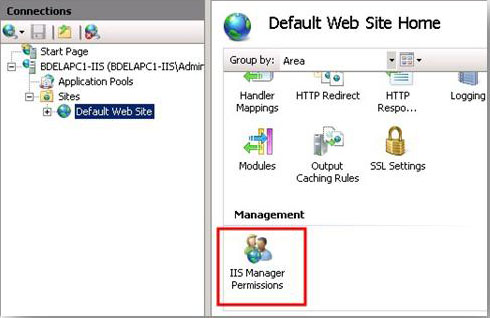 Connections
Start Page
BDELAPC1-IIS (BDELAPC1-IIS\Admin
Application Pools
Sites
Default Web Site
Default Web Site Home
Group by: Area
Handler Mappings
HTTP Redirect
HTTP Respo...
Logging
Modules
Output Caching Rules
SSL Settings
Management
IIS Manager Permissions